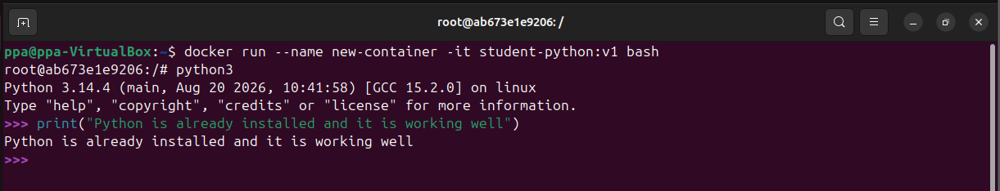 root@ab673e1e9206: /
ppa@ppa-VirtualBox:~$ docker run --name new-container -it student-python:v1 bash
root@ab673e1e9206:/# python3
Python 3.14.4 (main, Aug 20 2026, 10:41:58) [GCC 15.2.0] on linux
Type "help", "copyright", "credits" or "license" for more information.
>>> print("Python is already installed and it is working well")
Python is already installed and it is working well
>>>